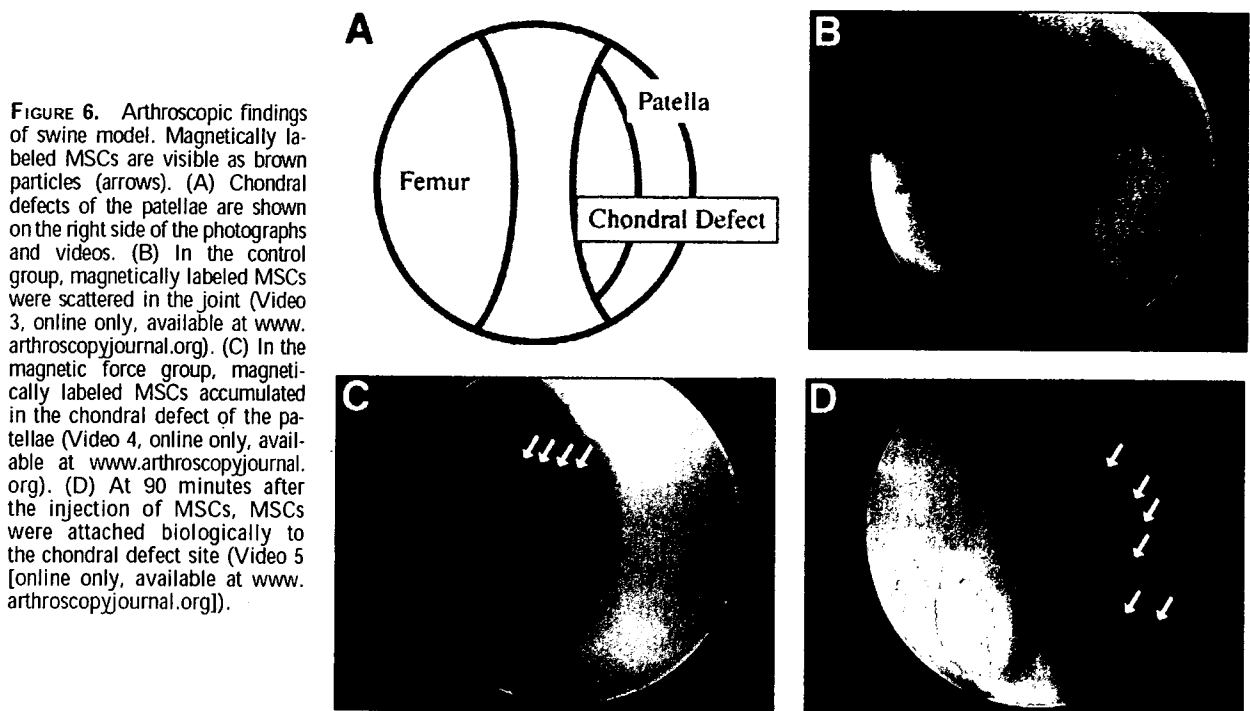 FIGURE 6. Arthroscopic findings
of swine model. Magnetically la-
beled MSCs are visible as brown
particles (arrows). (A) Chondral
defects of the patellae are shown
on the right side of the photographs
and videos. (B) In the control
group, magnetically labeled MSCs
were scattered in the joint (Video
3, online only, available at www.
arthroscopyjournal.org). (C) In the
magnetic force group, magneti-
cally labeled MSCs accumulated
in the chondral defect of the pa-
tellae (Video 4, online only, avail-
able at www.arthroscopyjournal.
org). (D) At 90 minutes after
the injection of MSCs, MSCs
were attached biologically to
the chondral defect site (Video 5
[online only, available at www.
arthroscopyjournal.org]).
A
Patella
Femur
Chondral Defect
B
C
D